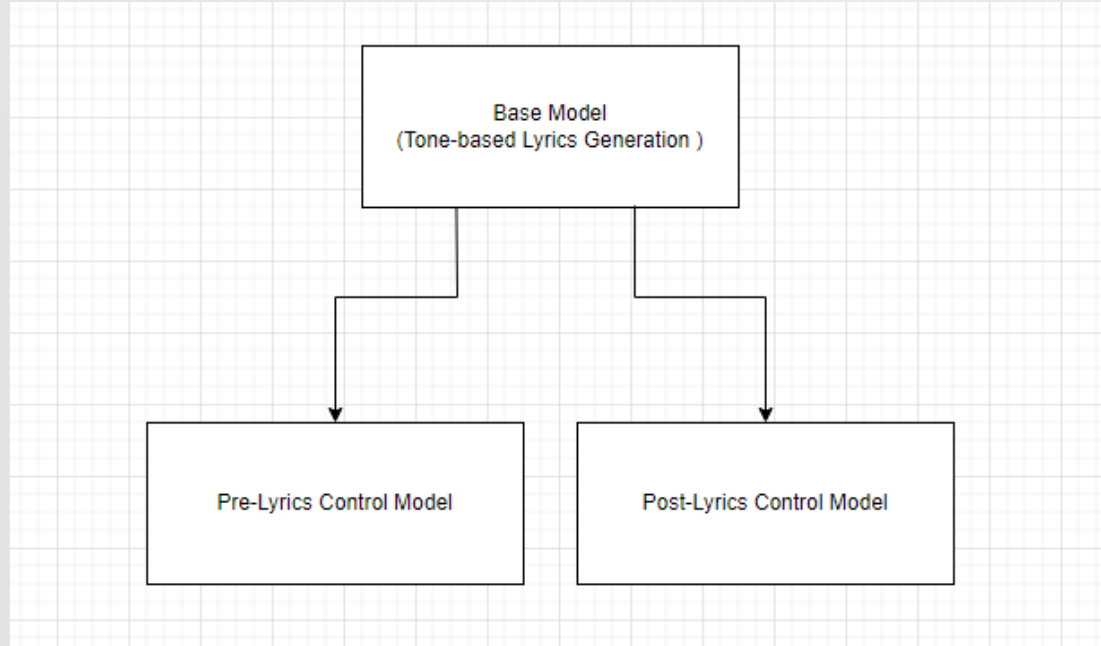 Base Model
(Tone-based Lyrics Generation )
Pre-Lyrics Control Model
Post-Lyrics Control Model